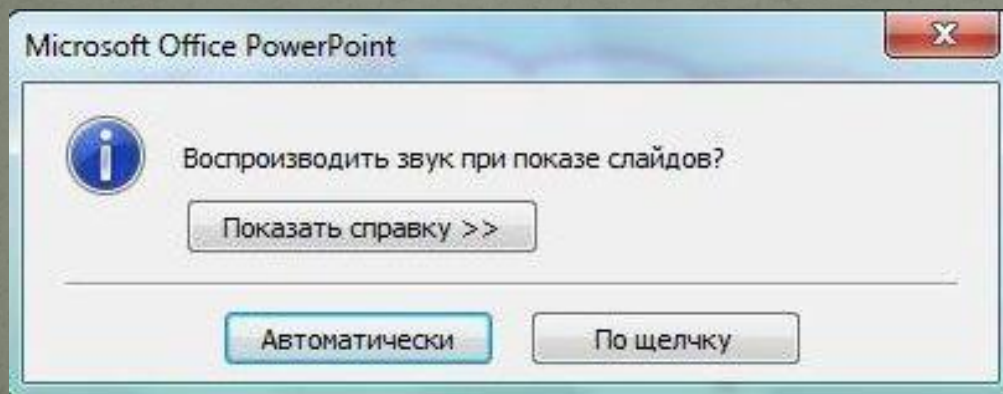 Microsoft Office PowerPoint
Воспроизводить звук при показе слайдов?
Показать справку >>
Автоматически
По щелчку